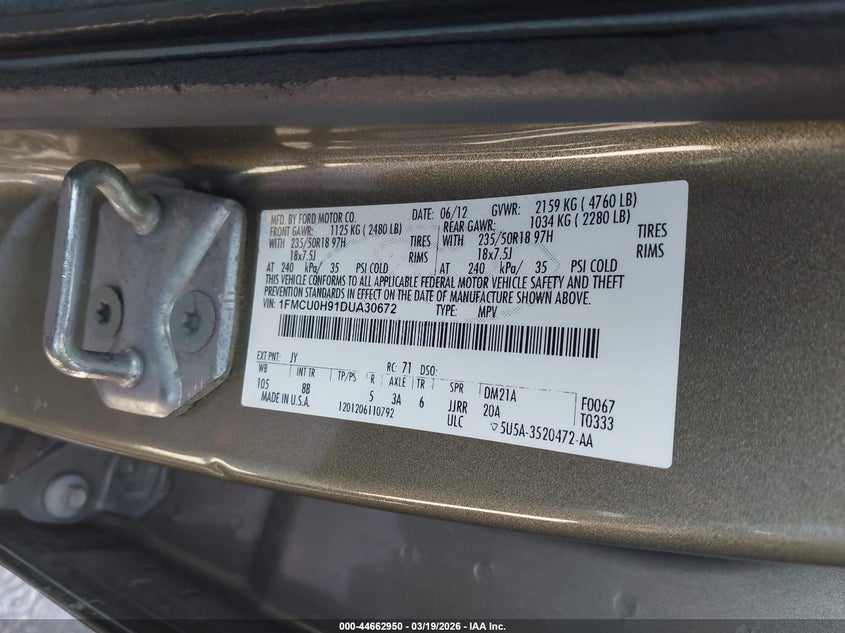 MFD. BY FORD MOTOR CO. DATE: 06/12 GVWR: 2159 KG ( 4760 LB)
FRONT GAWR: 1125 KG ( 2480 LB) REAR GAWR: 1034 KG ( 2280 LB)
WITH 235/50R18 97H TIRES WITH 235/50R18 97H TIRES
18x7.5J RIMS 18x7.5J RIMS
AT 240 kPa/ 35 PSI COLD AT 240 kPa/ 35 PSI COLD
THIS VEHICLE CONFORMS TO ALL APPLICABLE FEDERAL MOTOR VEHICLE SAFETY AND THEFT
PREVENTION STANDARDS IN EFFECT ON THE DATE OF MANUFACTURE SHOWN ABOVE.
VIN: 1FMCU0H91DUA30672 TYPE: MPV
EXT PNT: JY RC: 71 DSO:
WB INT TR TP/PS R AXLE TR SPR DM21A F0067
105 8B 5 3A 6 JJRR 20A T0333
MADE IN U.S.A. 1201206110792 ULC ▽5U5A-3520472-AA
000-44662950 - 03/19/2026 - IAA Inc.